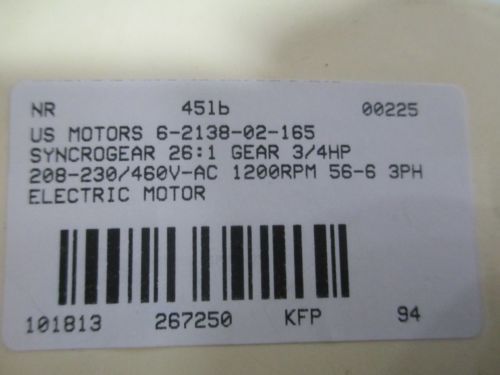 NR 451b 00225
US MOTORS 6-2138-02-165
SYNCROGEAR 26:1 GEAR 3/4HP
208-230/460V-AC 1200RPM 56-6 3PH
ELECTRIC MOTOR
101813 267250 KFP 94